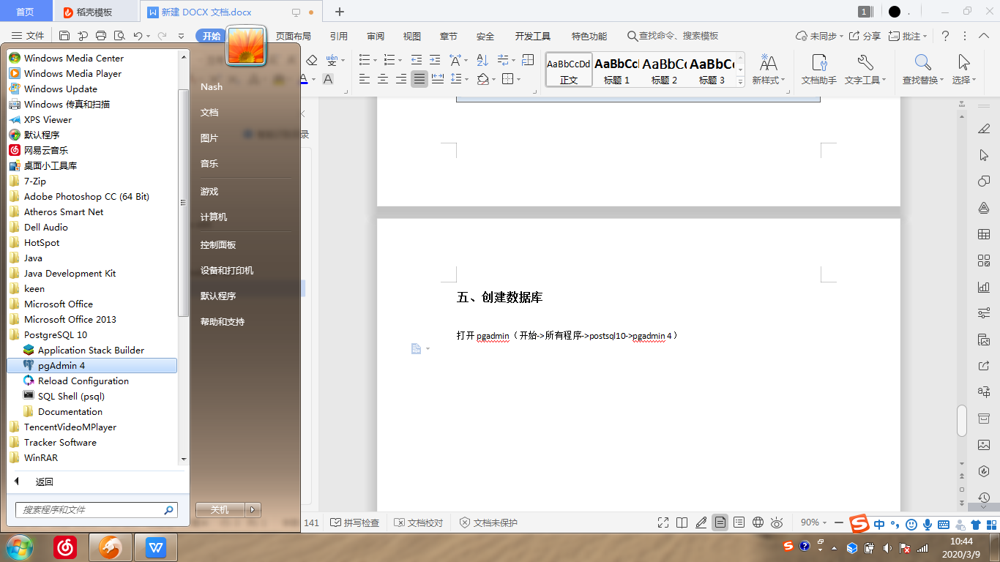 首页
稻壳模板
新建 DOCX 文档.docx
1
文件
开始
页面布局
引用
审阅
视图
章节
安全
开发工具
特色功能
查找命令、搜索模板
未同步
分享
批注
AaBbCcDd
AaBbCc
AaBbCc
AaBbCc
正文
标题 1
标题 2
标题 3
新样式
文档助手
文字工具
查找替换
选择
Windows Media Center
Windows Media Player
Windows Update
Windows 传真和扫描
XPS Viewer
默认程序
网易云音乐
桌面小工具库
7-Zip
Adobe Photoshop CC (64 Bit)
Atheros Smart Net
Dell Audio
HotSpot
Java
Java Development Kit
keen
Microsoft Office
Microsoft Office 2013
PostgreSQL 10
Application Stack Builder
pgAdmin 4
Reload Configuration
SQL Shell (psql)
Documentation
TencentVideoMPlayer
Tracker Software
WinRAR
返回
搜索程序和文件
Nash
文档
图片
音乐
游戏
计算机
控制面板
设备和打印机
默认程序
帮助和支持
关机
录
五、创建数据库
打开 pgadmin（开始->所有程序->postsql10->pgadmin 4）
141
拼写检查
文档校对
文档未保护
90%
中
10:44
2020/3/9